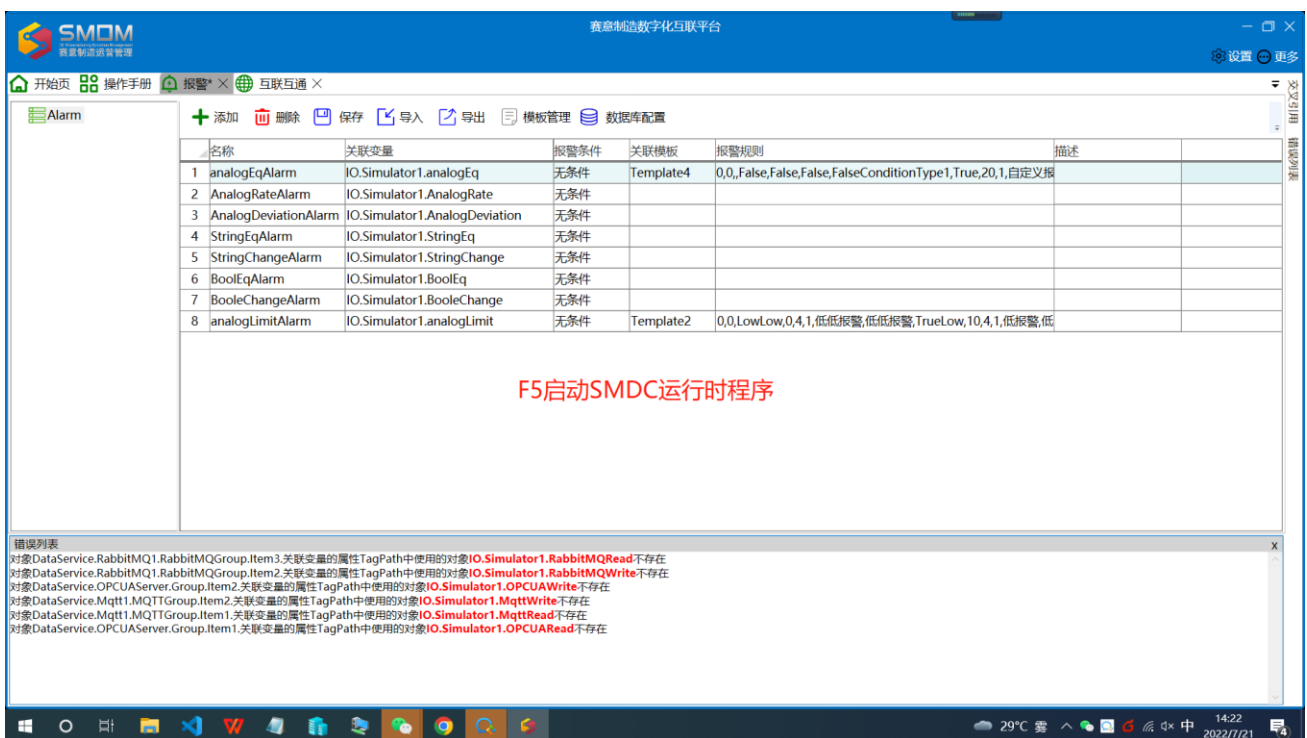 SMOM
赛意制造运营管理
赛意制造数字化互联平台
设置 更多
开始页 操作手册 报警* 互联互通
交叉引用
错误列表
Alarm
添加 删除 保存 导入 导出 模板管理 数据库配置
名称 关联变量 报警条件 关联模板 报警规则 描述
1 analogEqAlarm IO.Simulator1.analogEq 无条件 Template4 0,0,,False,False,False,FalseConditionType1,True,20,1,自定义报
2 AnalogRateAlarm IO.Simulator1.AnalogRate 无条件
3 AnalogDeviationAlarm IO.Simulator1.AnalogDeviation 无条件
4 StringEqAlarm IO.Simulator1.StringEq 无条件
5 StringChangeAlarm IO.Simulator1.StringChange 无条件
6 BoolEqAlarm IO.Simulator1.BoolEq 无条件
7 BooleChangeAlarm IO.Simulator1.BooleChange 无条件
8 analogLimitAlarm IO.Simulator1.analogLimit 无条件 Template2 0,0,LowLow,0,4,1,低低报警,低低报警,TrueLow,10,4,1,低报警,低
F5启动SMDC运行时程序
错误列表 x
对象DataService.RabbitMQ1.RabbitMQGroup.Item3.关联变量的属性TagPath中使用的对象IO.Simulator1.RabbitMQRead不存在
对象DataService.RabbitMQ1.RabbitMQGroup.Item2.关联变量的属性TagPath中使用的对象IO.Simulator1.RabbitMQWrite不存在
对象DataService.OPCUAServer.Group.Item2.关联变量的属性TagPath中使用的对象IO.Simulator1.OPCUAWrite不存在
对象DataService.Mqtt1.MQTTGroup.Item2.关联变量的属性TagPath中使用的对象IO.Simulator1.MqttWrite不存在
对象DataService.Mqtt1.MQTTGroup.Item1.关联变量的属性TagPath中使用的对象IO.Simulator1.MqttRead不存在
对象DataService.OPCUAServer.Group.Item1.关联变量的属性TagPath中使用的对象IO.Simulator1.OPCUARead不存在
29°C 雾 中 14:22
2022/7/21 4